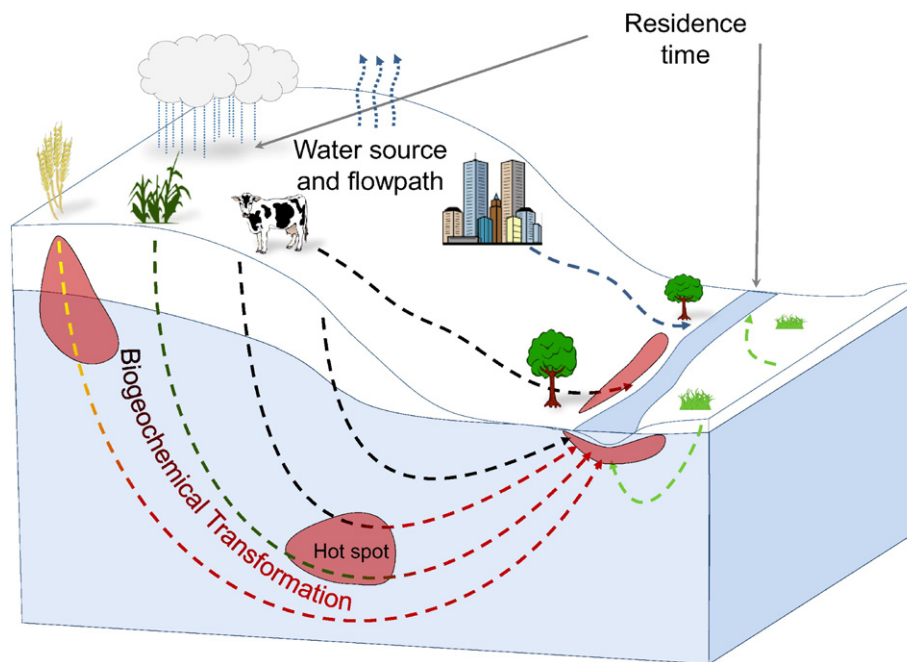 Residence
time
Water source
and flowpath
Biogeochemical Transformation
Hot spot